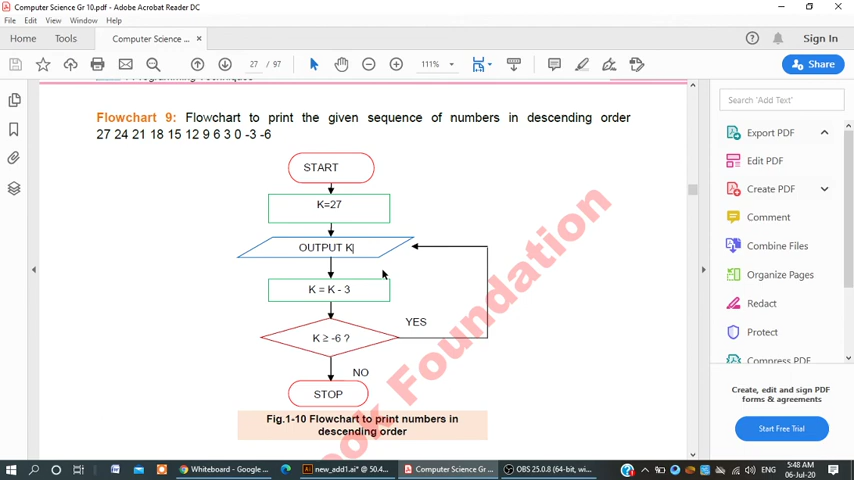 Computer Science Gr 10.pdf - Adobe Acrobat Reader DC
File Edit View Window Help
Home Tools Computer Science ... × Sign In
27 / 97 111% Share
Flowchart 9: Flowchart to print the given sequence of numbers in descending order
27 24 21 18 15 12 9 6 3 0 -3 -6
START
K=27
OUTPUT K
K = K - 3
YES
K ≥ -6 ?
NO
STOP
Fig.1-10 Flowchart to print numbers in
descending order
ook Foundation
Search 'Add Text'
Export PDF
Edit PDF
Create PDF
Comment
Combine Files
Organize Pages
Redact
Protect
Compress PDF
Create, edit and sign PDF
forms & agreements
Start Free Trial
Whiteboard - Google ...
new_add1.ai* @ 50.4...
Computer Science Gr ...
OBS 25.0.8 (64-bit, wi...
ENG
5:48 AM
06-Jul-20